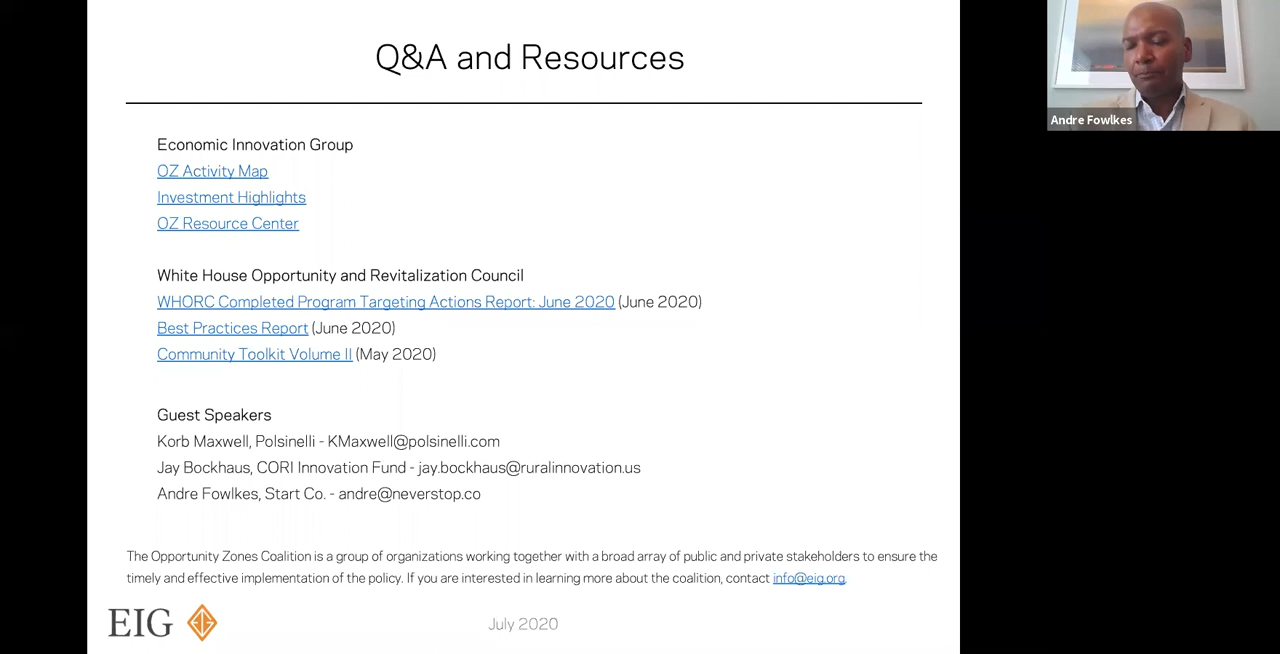 Q&A and Resources
Andre Fowlkes
Economic Innovation Group
OZ Activity Map
Investment Highlights
OZ Resource Center
White House Opportunity and Revitalization Council
WHORC Completed Program Targeting Actions Report: June 2020 (June 2020)
Best Practices Report (June 2020)
Community Toolkit Volume II (May 2020)
Guest Speakers
Korb Maxwell, Polsinelli - KMaxwell@polsinelli.com
Jay Bockhaus, CORI Innovation Fund - jay.bockhaus@ruralinnovation.us
Andre Fowlkes, Start Co. - andre@neverstop.co
The Opportunity Zones Coalition is a group of organizations working together with a broad array of public and private stakeholders to ensure the
timely and effective implementation of the policy. If you are interested in learning more about the coalition, contact info@eig.org.
EIG
July 2020